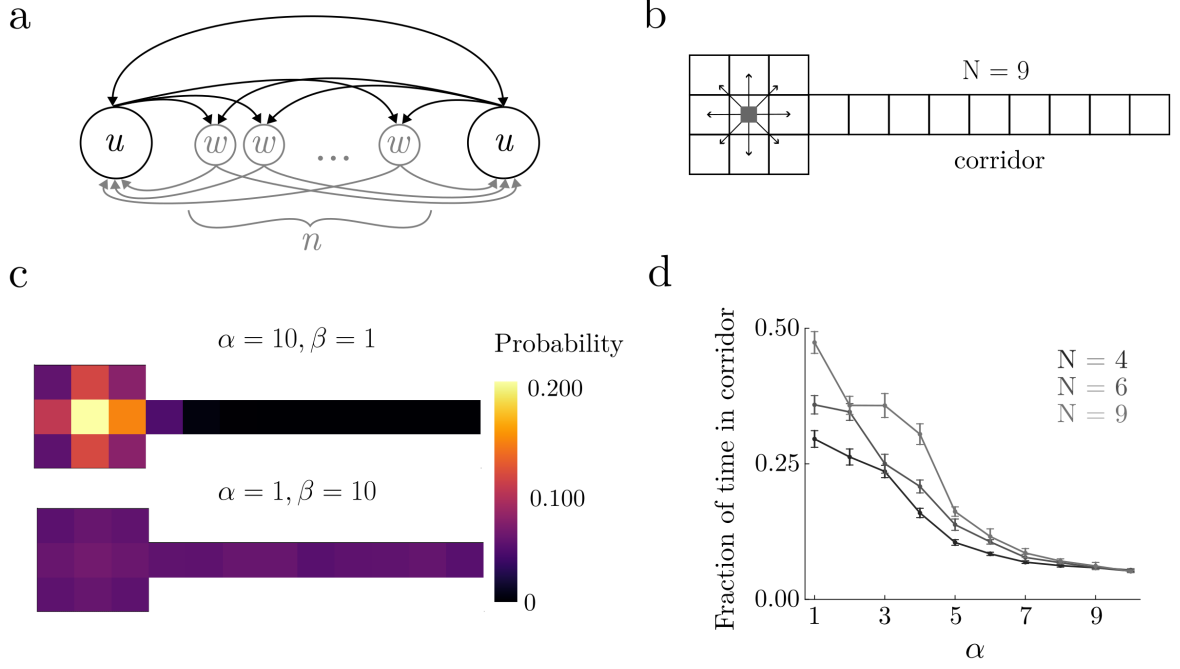 a
u
w
w
...
w
u
n
b
N = 9
corridor
c
α = 10, β = 1
Probability
0.200
0.100
0
α = 1, β = 10
d
Fraction of time in corridor
0.50
0.25
0.00
N = 4
N = 6
N = 9
1 3 5 7 9
α